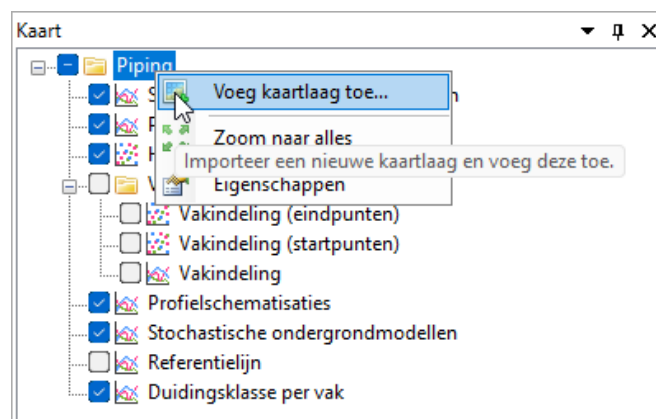 Kaart
Piping
S
Voeg kaartlaag toe...
n
F
Zoom naar alles
H
Importeer een nieuwe kaartlaag en voeg deze toe.
V
Eigenschappen
Vakindeling (eindpunten)
Vakindeling (startpunten)
Vakindeling
Profielschematisaties
Stochastische ondergrondmodellen
Referentielijn
Duidingsklasse per vak